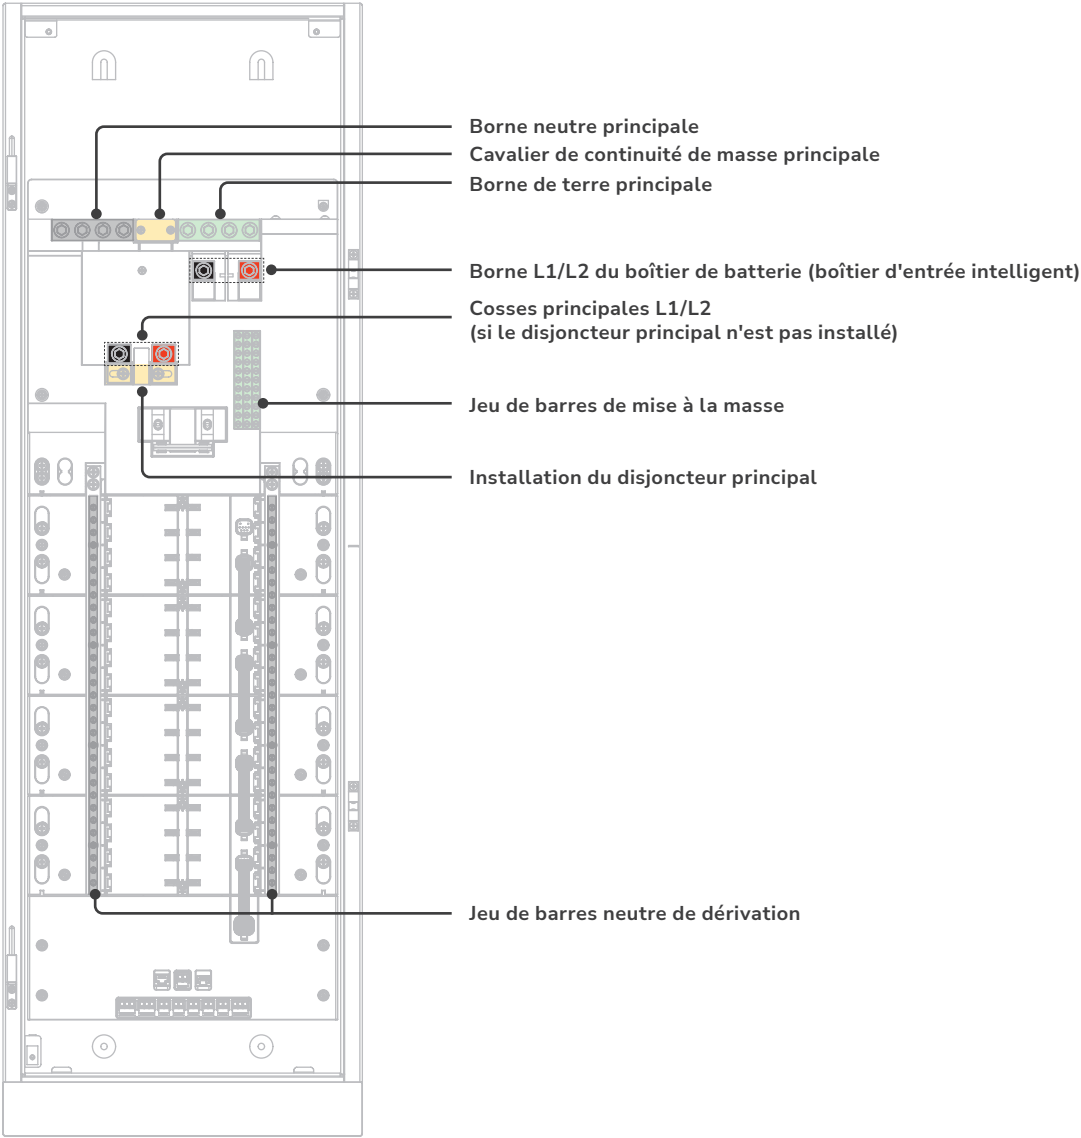 Borne neutre principale
Cavalier de continuité de masse principale
Borne de terre principale
Borne L1/L2 du boîtier de batterie (boîtier d'entrée intelligent)
Cosses principales L1/L2
(si le disjoncteur principal n'est pas installé)
Jeu de barres de mise à la masse
Installation du disjoncteur principal
Jeu de barres neutre de dérivation